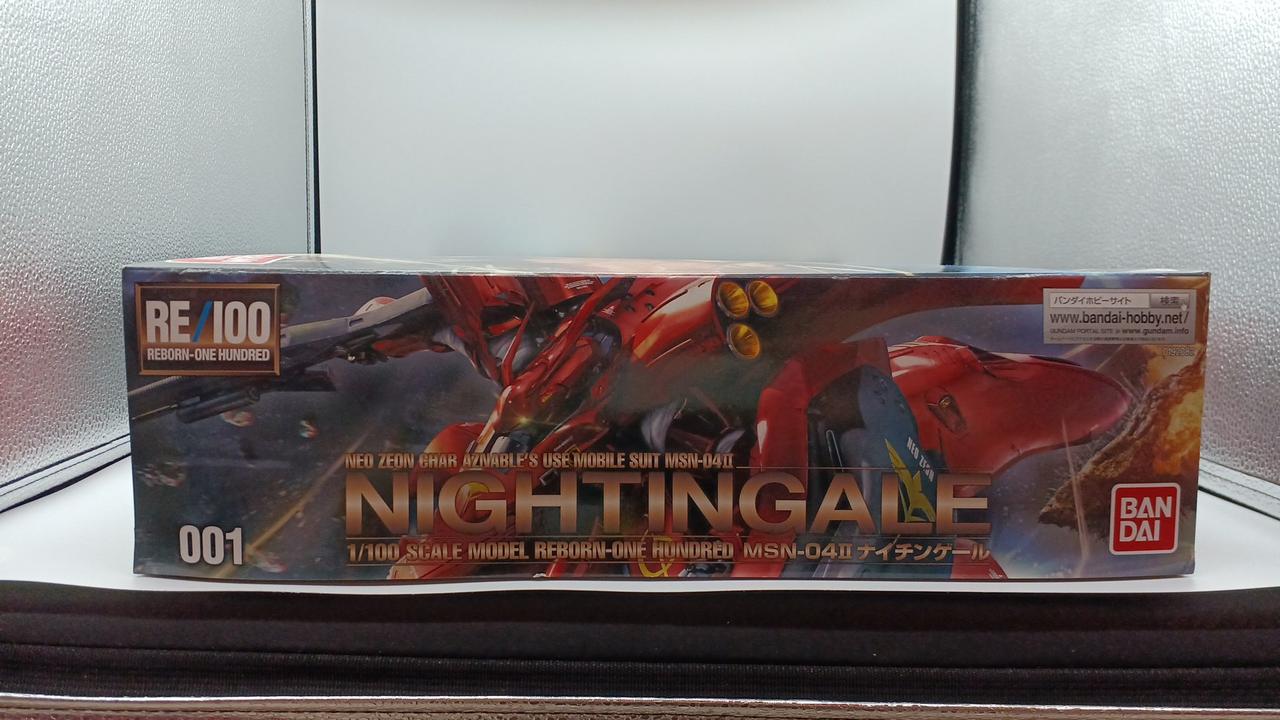 RE/100
REBORN-ONE HUNDRED
バンダイホビーサイト 検索
www.bandai-hobby.net/
GUNDAM PORTAL SITE www.gundam.info
NEO ZEON
NEO ZEON CHAR AZNABLE'S USE MOBILE SUIT MSN-04II
NIGHTINGALE
1/100 SCALE MODEL REBORN-ONE HUNDRED MSN-04II ナイチンゲール
001
BAN
DAI